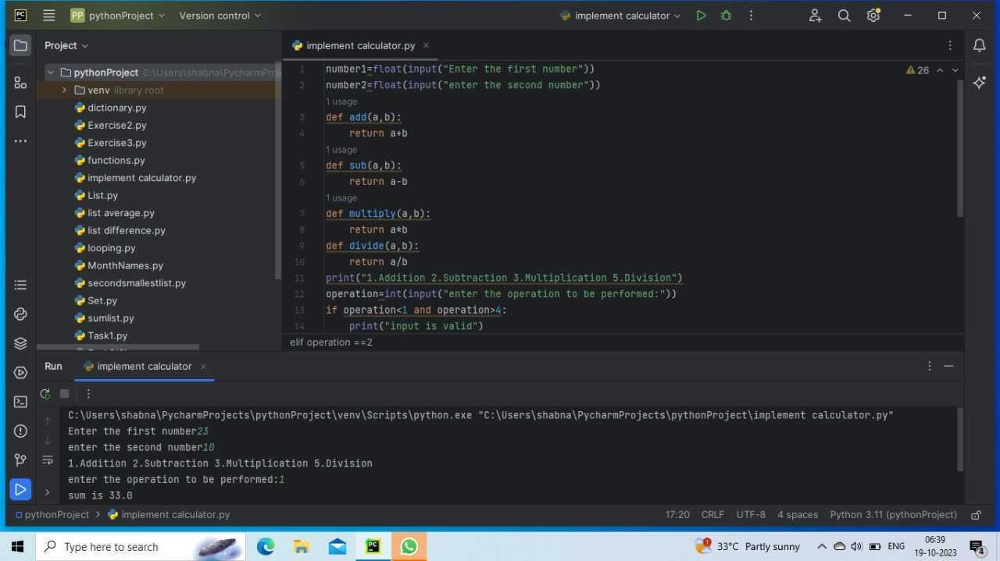 PC
PP pythonProject Version control implement calculator
Project
implement calculator.py
pythonProject C:\Users\shabna\PycharmProje
venv library root
dictionary.py
Exercise2.py
Exercise3.py
functions.py
implement calculator.py
List.py
list average.py
list difference.py
looping.py
MonthNames.py
secondsmallestlist.py
Set.py
sumlist.py
Task1.py
26
1 number1=float(input("Enter the first number"))
2 number2=float(input("enter the second number"))
1 usage
3 def add(a,b):
4 return a+b
1 usage
5 def sub(a,b):
6 return a-b
1 usage
7 def multiply(a,b):
8 return a*b
9 def divide(a,b):
10 return a/b
11 print("1.Addition 2.Subtraction 3.Multiplication 5.Division")
12 operation=int(input("enter the operation to be performed:"))
13 if operation<1 and operation>4:
14 print("input is valid")
elif operation ==2
Run implement calculator
C:\Users\shabna\PycharmProjects\pythonProject\venv\Scripts\python.exe "C:\Users\shabna\PycharmProjects\pythonProject\implement calculator.py"
Enter the first number23
enter the second number10
1.Addition 2.Subtraction 3.Multiplication 5.Division
enter the operation to be performed:1
sum is 33.0
pythonProject > implement calculator.py 17:20 CRLF UTF-8 4 spaces Python 3.11 (pythonProject)
Type here to search
PC
1
33°C Partly sunny
ENG
06:39
19-10-2023
4